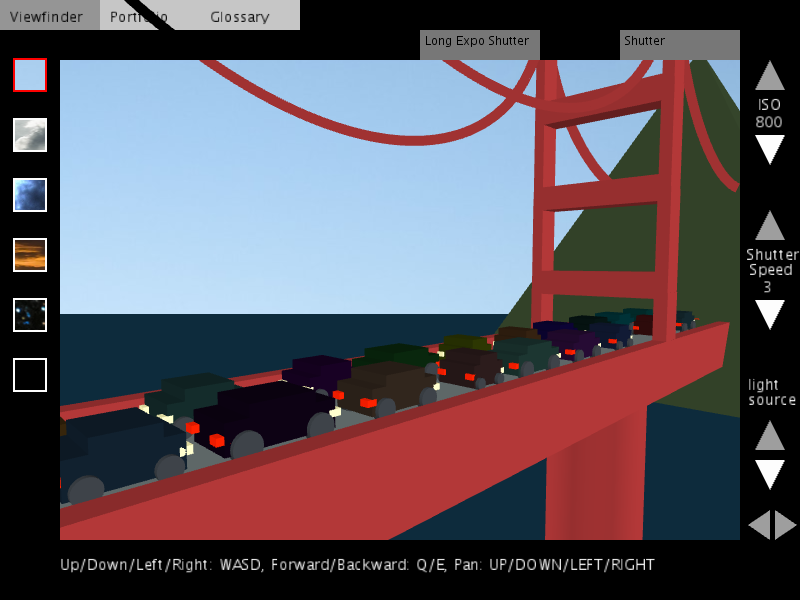 Viewfinder
Portfolio
Glossary
Long Expo Shutter
Shutter
ISO
800
Shutter
Speed
3
light
source
Up/Down/Left/Right: WASD, Forward/Backward: Q/E, Pan: UP/DOWN/LEFT/RIGHT